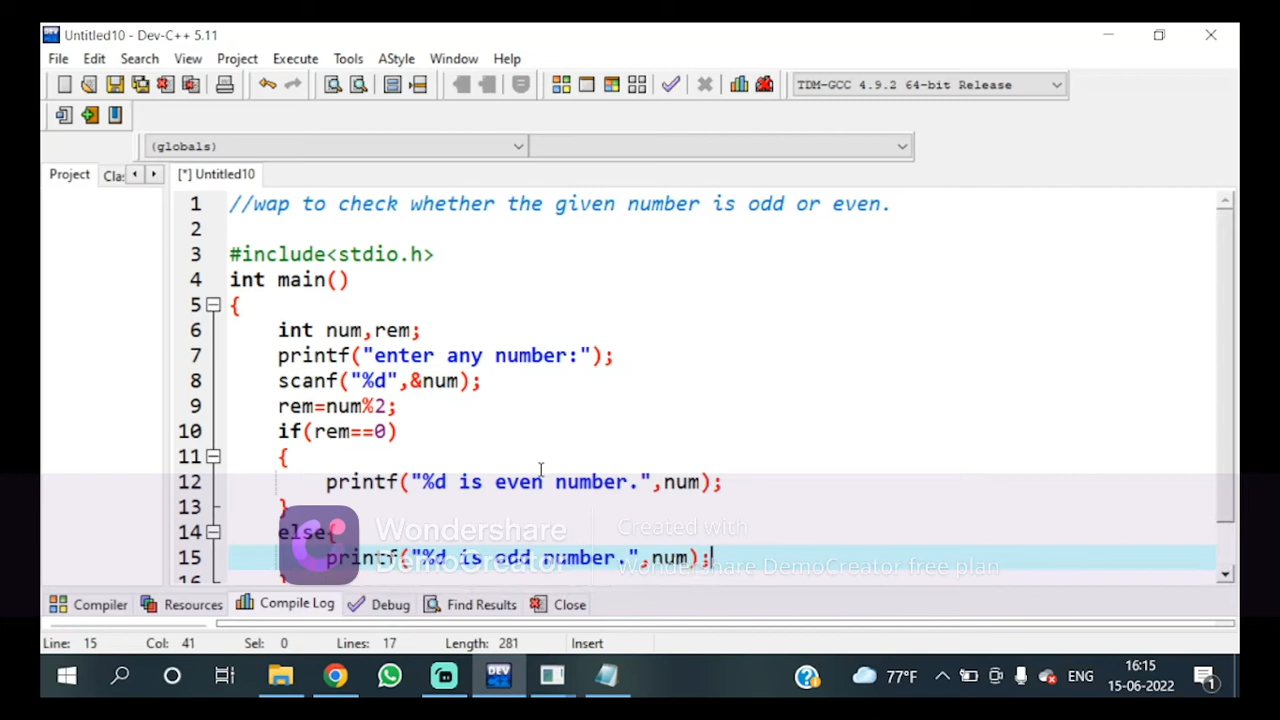 Untitled10 - Dev-C++ 5.11
File Edit Search View Project Execute Tools AStyle Window Help
TDM-GCC 4.9.2 64-bit Release
(globals)
Project Clas [*] Untitled10
1 //wap to check whether the given number is odd or even.
2
3 #include<stdio.h>
4 int main()
5 {
6 int num,rem;
7 printf("enter any number:");
8 scanf("%d",&num);
9 rem=num%2;
10 if(rem==0)
11 {
12 printf("%d is even number.",num);
13 }
14 else{
15 printf("%d is odd number.",num);
16 }
Wondershare
DemoCreator
Created with
Wondershare DemoCreator free plan
Compiler Resources Compile Log Debug Find Results Close
Line: 15 Col: 41 Sel: 0 Lines: 17 Length: 281 Insert
DEV
77°F ENG 16:15
15-06-2022
1